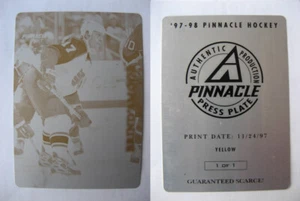 '97-98 PINNACLE HOCKEY
AUTHENTIC PRODUCTION
PINNACLE
PRESS PLATE
PRINT DATE: 11/24/97
YELLOW
1 OF 1
GUARANTEED SCARCE!